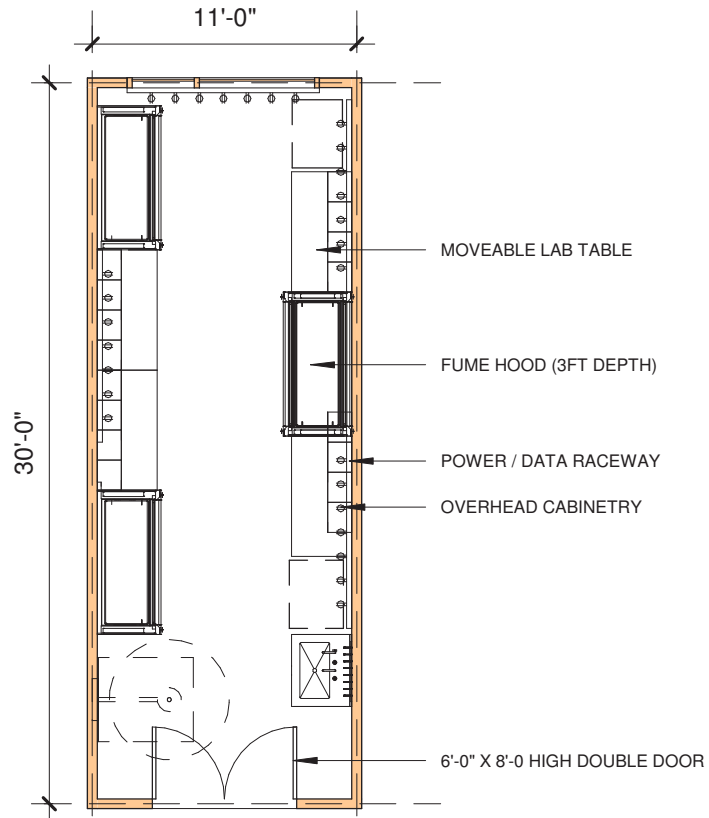 11'-0"
30'-0"
MOVEABLE LAB TABLE
FUME HOOD (3FT DEPTH)
POWER / DATA RACEWAY
OVERHEAD CABINETRY
6'-0" X 8'-0 HIGH DOUBLE DOOR